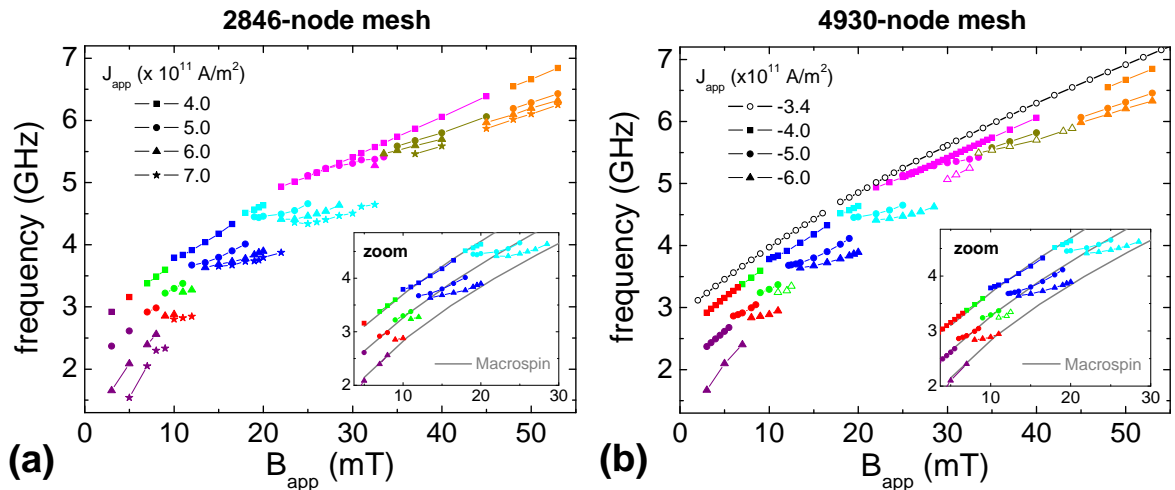 2846-node mesh
4930-node mesh
(a)
7
6
5
4
3
2
frequency (GHz)
J_app (x 10^11 A/m^2)
4.0
5.0
6.0
7.0
zoom
4
3
2
10 20 30
Macrospin
0 10 20 30 40 50
B_app (mT)
(b)
7
6
5
4
3
2
frequency (GHz)
J_app (x10^11 A/m^2)
-3.4
-4.0
-5.0
-6.0
zoom
4
3
2
10 20 30
Macrospin
0 10 20 30 40 50
B_app (mT)